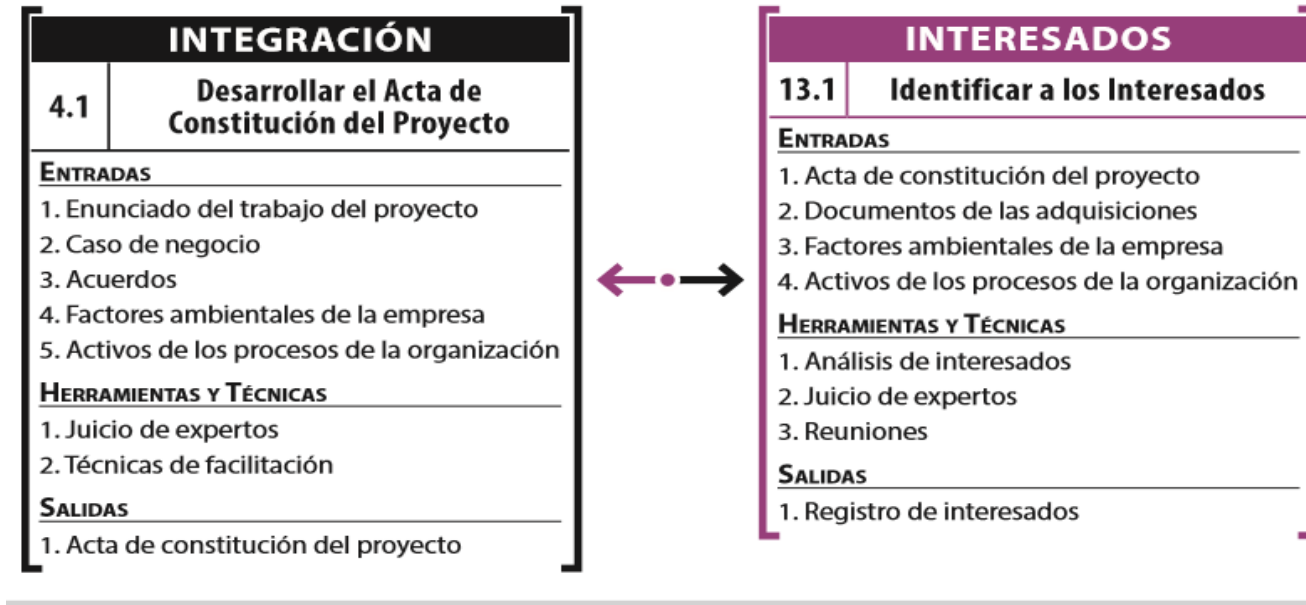 INTEGRACIÓN
4.1
Desarrollar el Acta de
Constitución del Proyecto
ENTRADAS
1. Enunciado del trabajo del proyecto
2. Caso de negocio
3. Acuerdos
4. Factores ambientales de la empresa
5. Activos de los procesos de la organización
HERRAMIENTAS Y TÉCNICAS
1. Juicio de expertos
2. Técnicas de facilitación
SALIDAS
1. Acta de constitución del proyecto
INTERESADOS
13.1
Identificar a los Interesados
ENTRADAS
1. Acta de constitución del proyecto
2. Documentos de las adquisiciones
3. Factores ambientales de la empresa
4. Activos de los procesos de la organización
HERRAMIENTAS Y TÉCNICAS
1. Análisis de interesados
2. Juicio de expertos
3. Reuniones
SALIDAS
1. Registro de interesados